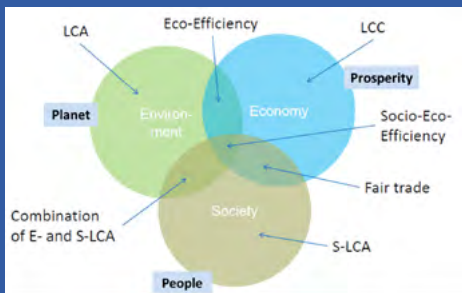 LCA
Eco-Efficiency
LCC
Prosperity
Planet
Environ-
ment
Economy
Socio-Eco-
Efficiency
Fair trade
Combination
of E- and S-LCA
Society
S-LCA
People